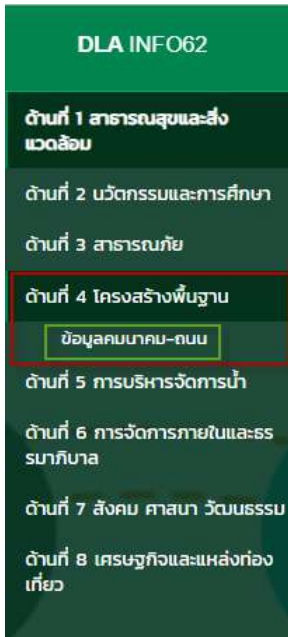 DLA INFO62
ด้านที่ 1 สาธารณสุขและสิ่ง
แวดล้อม
ด้านที่ 2 นวัตกรรมและการศึกษา
ด้านที่ 3 สาธารณภัย
ด้านที่ 4 โครงสร้างพื้นฐาน
ข้อมูลคมนาคม-ถนน
ด้านที่ 5 การบริหารจัดการน้ำ
ด้านที่ 6 การจัดการภายในและธร
รมาภิบาล
ด้านที่ 7 สังคม ศาสนา วัฒนธรรม
ด้านที่ 8 เศรษฐกิจและแหล่งท่อง
เที่ยว